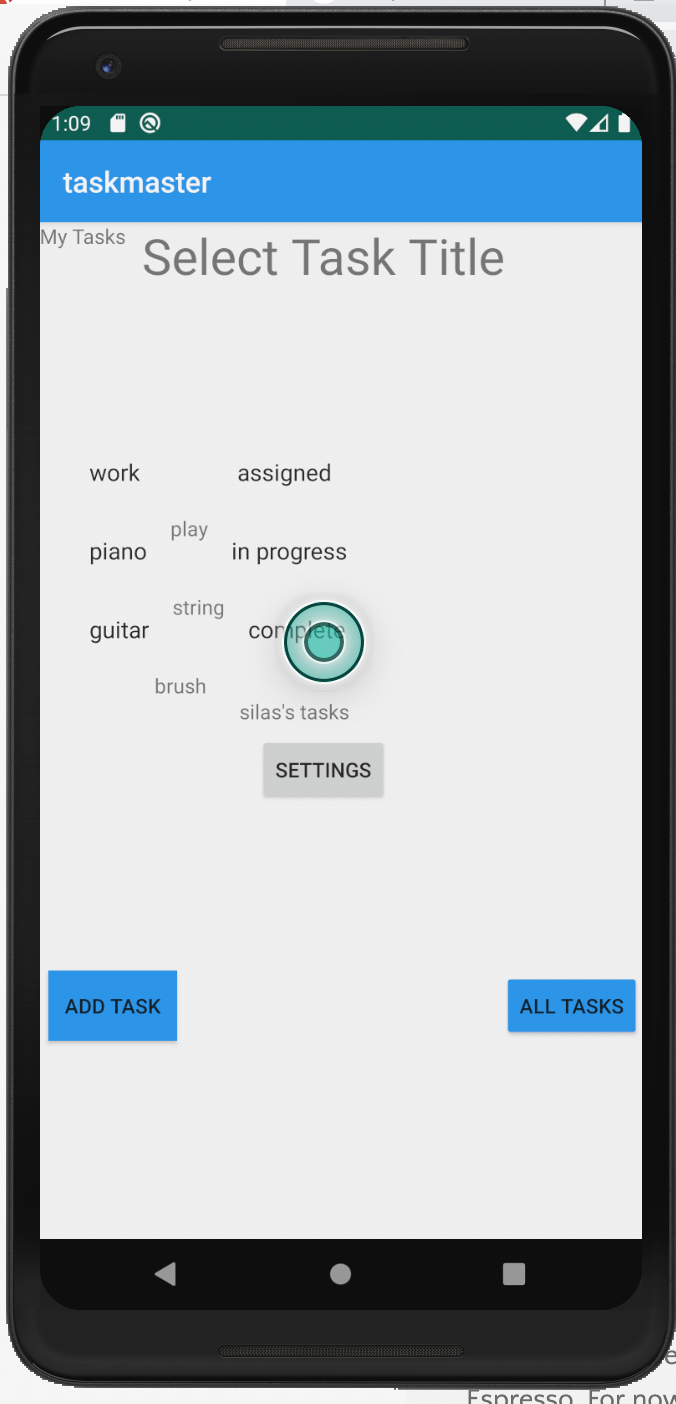 1:09
taskmaster
My Tasks
Select Task Title
work assigned
play
piano in progress
string
guitar complete
brush
silas's tasks
SETTINGS
ADD TASK ALL TASKS
Espresso. For now